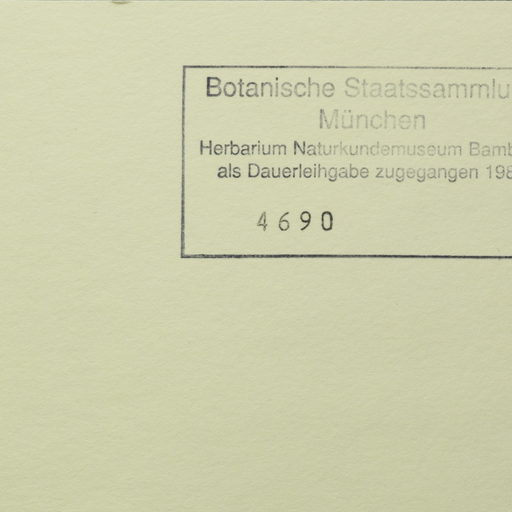 Botanische Staatssammlu
München
Herbarium Naturkundemuseum Bamb
als Dauerleihgabe zugegangen 198
4690